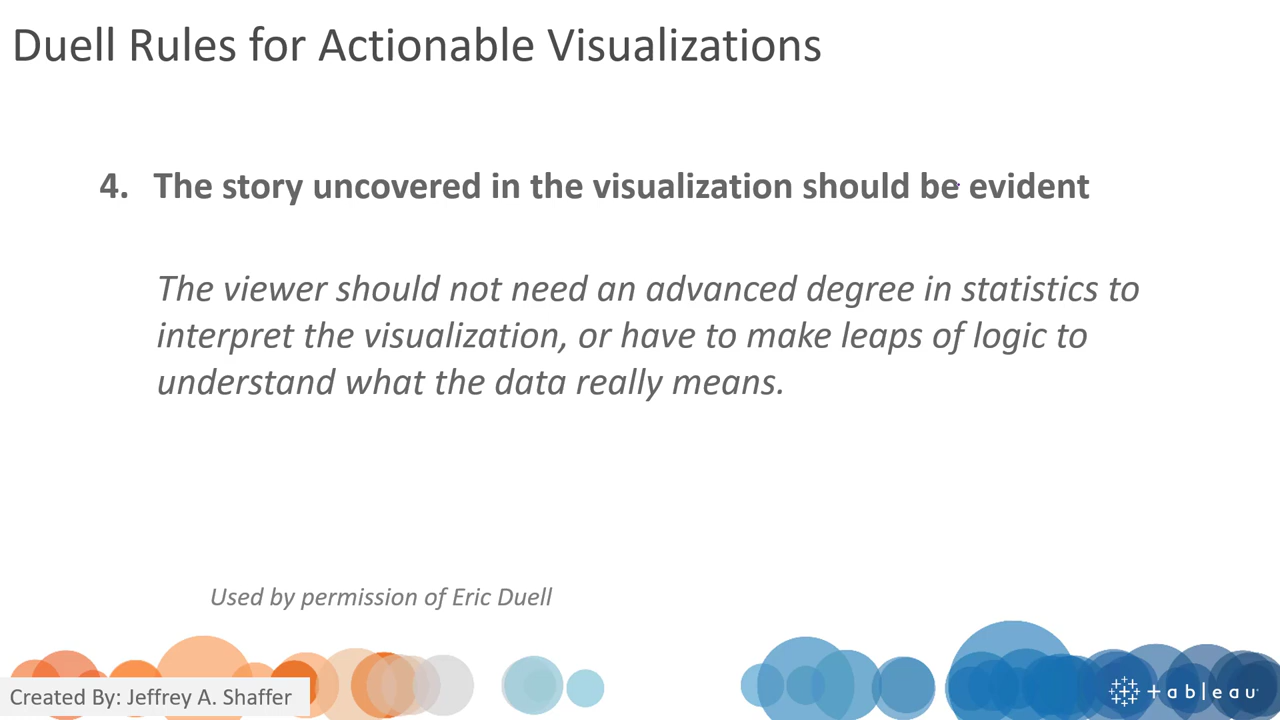 Duell Rules for Actionable Visualizations
4. The story uncovered in the visualization should be evident
The viewer should not need an advanced degree in statistics to
interpret the visualization, or have to make leaps of logic to
understand what the data really means.
Used by permission of Eric Duell
Created By: Jeffrey A. Shaffer
+ableau